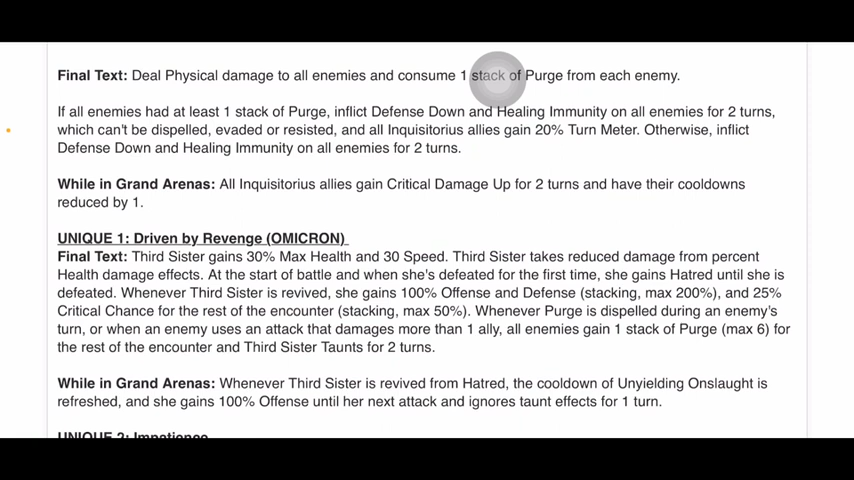 Final Text: Deal Physical damage to all enemies and consume 1 stack of Purge from each enemy.
If all enemies had at least 1 stack of Purge, inflict Defense Down and Healing Immunity on all enemies for 2 turns,
which can't be dispelled, evaded or resisted, and all Inquisitorius allies gain 20% Turn Meter. Otherwise, inflict
Defense Down and Healing Immunity on all enemies for 2 turns.
While in Grand Arenas: All Inquisitorius allies gain Critical Damage Up for 2 turns and have their cooldowns
reduced by 1.
UNIQUE 1: Driven by Revenge (OMICRON)
Final Text: Third Sister gains 30% Max Health and 30 Speed. Third Sister takes reduced damage from percent
Health damage effects. At the start of battle and when she's defeated for the first time, she gains Hatred until she is
defeated. Whenever Third Sister is revived, she gains 100% Offense and Defense (stacking, max 200%), and 25%
Critical Chance for the rest of the encounter (stacking, max 50%). Whenever Purge is dispelled during an enemy's
turn, or when an enemy uses an attack that damages more than 1 ally, all enemies gain 1 stack of Purge (max 6) for
the rest of the encounter and Third Sister Taunts for 2 turns.
While in Grand Arenas: Whenever Third Sister is revived from Hatred, the cooldown of Unyielding Onslaught is
refreshed, and she gains 100% Offense until her next attack and ignores taunt effects for 1 turn.
UNIQUE 2: Impatience